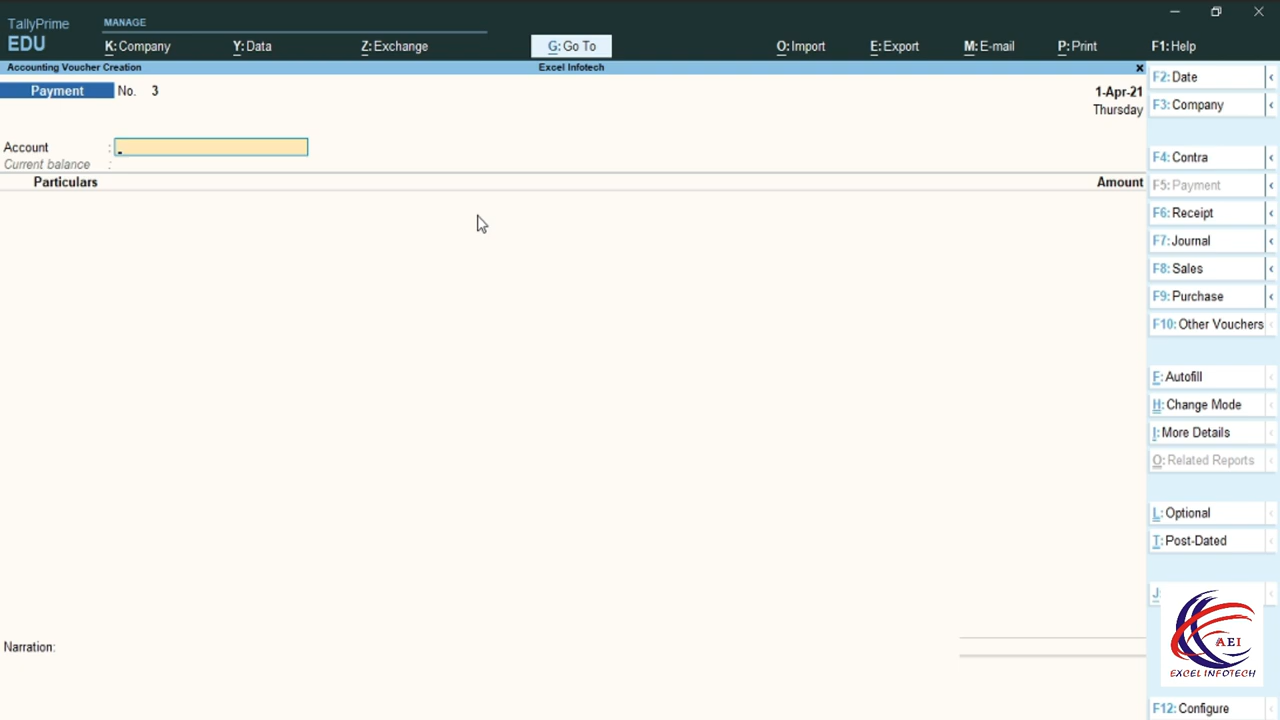 TallyPrime
EDU
MANAGE
K: Company
Y: Data
Z: Exchange
G: Go To
O: Import
E: Export
M: E-mail
P: Print
F1: Help
Accounting Voucher Creation
Excel Infotech
x
Payment No. 3
1-Apr-21
Thursday
Account :
Current balance :
Particulars
Amount
Narration:
F2: Date
F3: Company
F4: Contra
F5: Payment
F6: Receipt
F7: Journal
F8: Sales
F9: Purchase
F10: Other Vouchers
F: Autofill
H: Change Mode
I: More Details
O: Related Reports
L: Optional
T: Post-Dated
J:
AEI
EXCEL INFOTECH
F12: Configure